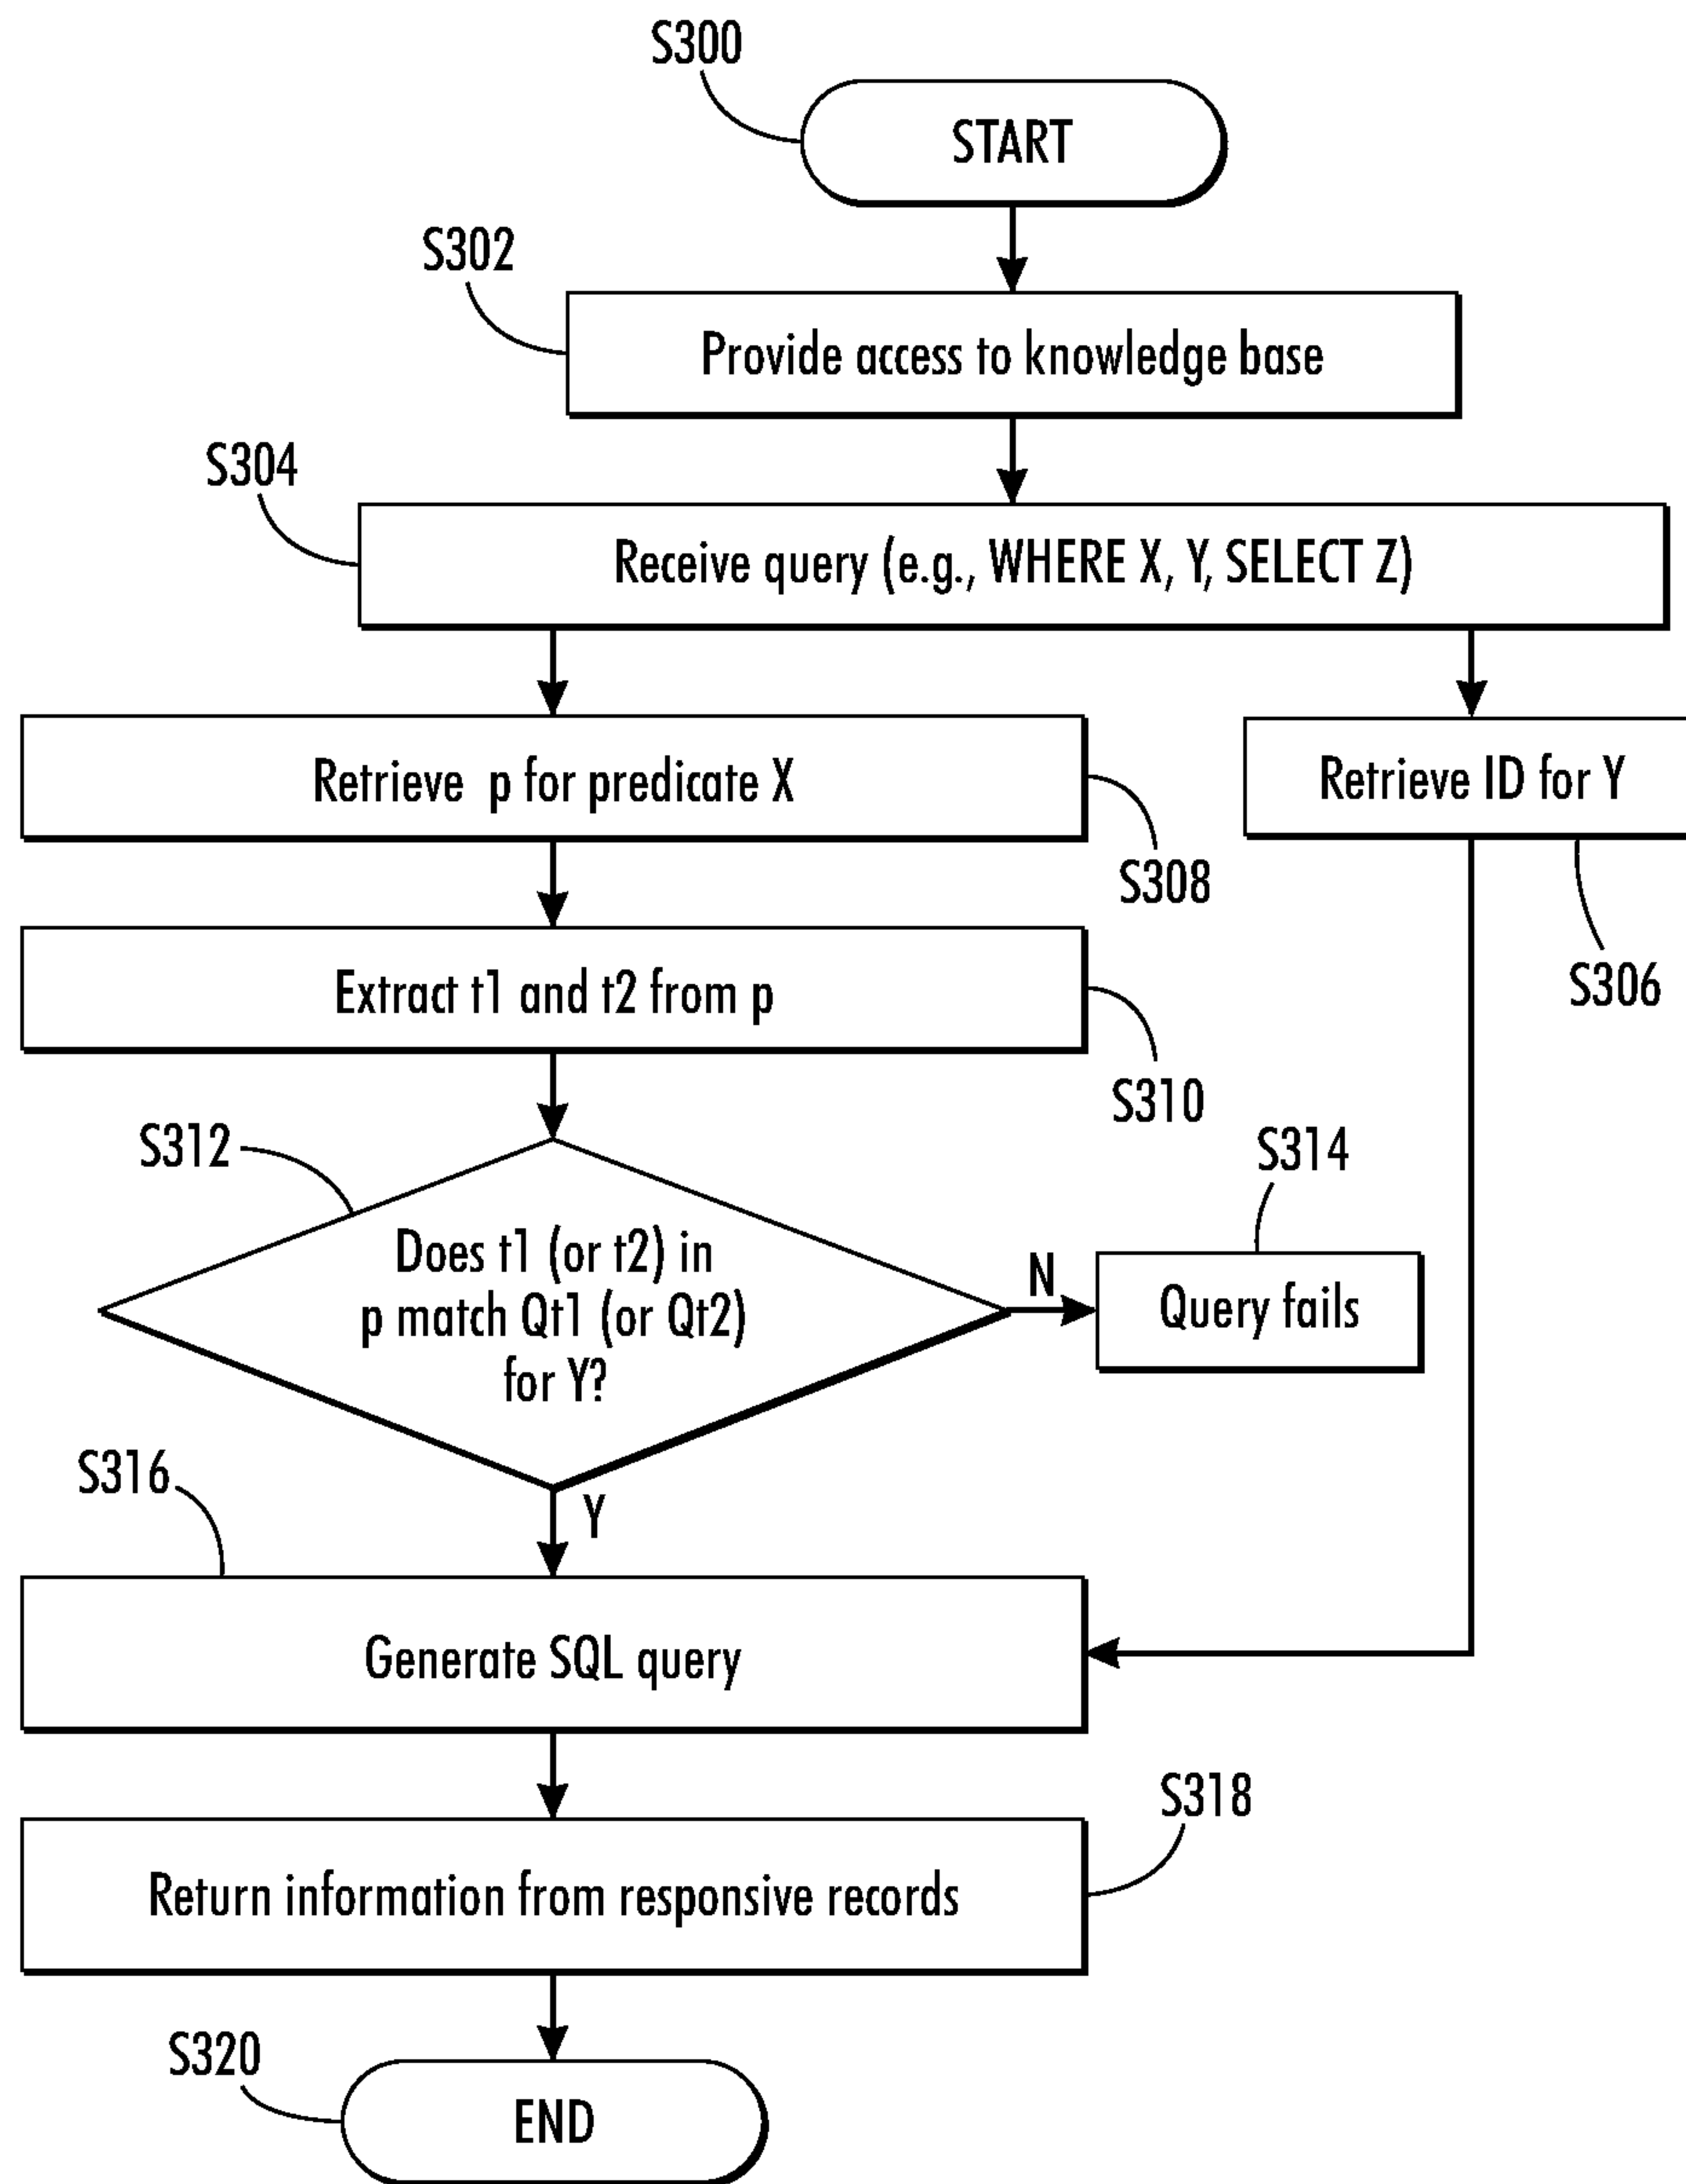 S300
START
S302
Provide access to knowledge base
S304
Receive query (e.g., WHERE X, Y, SELECT Z)
Retrieve p for predicate X
S308
Retrieve ID for Y
S306
Extract t1 and t2 from p
S310
S312
Does t1 (or t2) in
p match Qt1 (or Qt2)
for Y?
N
S314
Query fails
Y
S316
Generate SQL query
S318
Return information from responsive records
S320
END